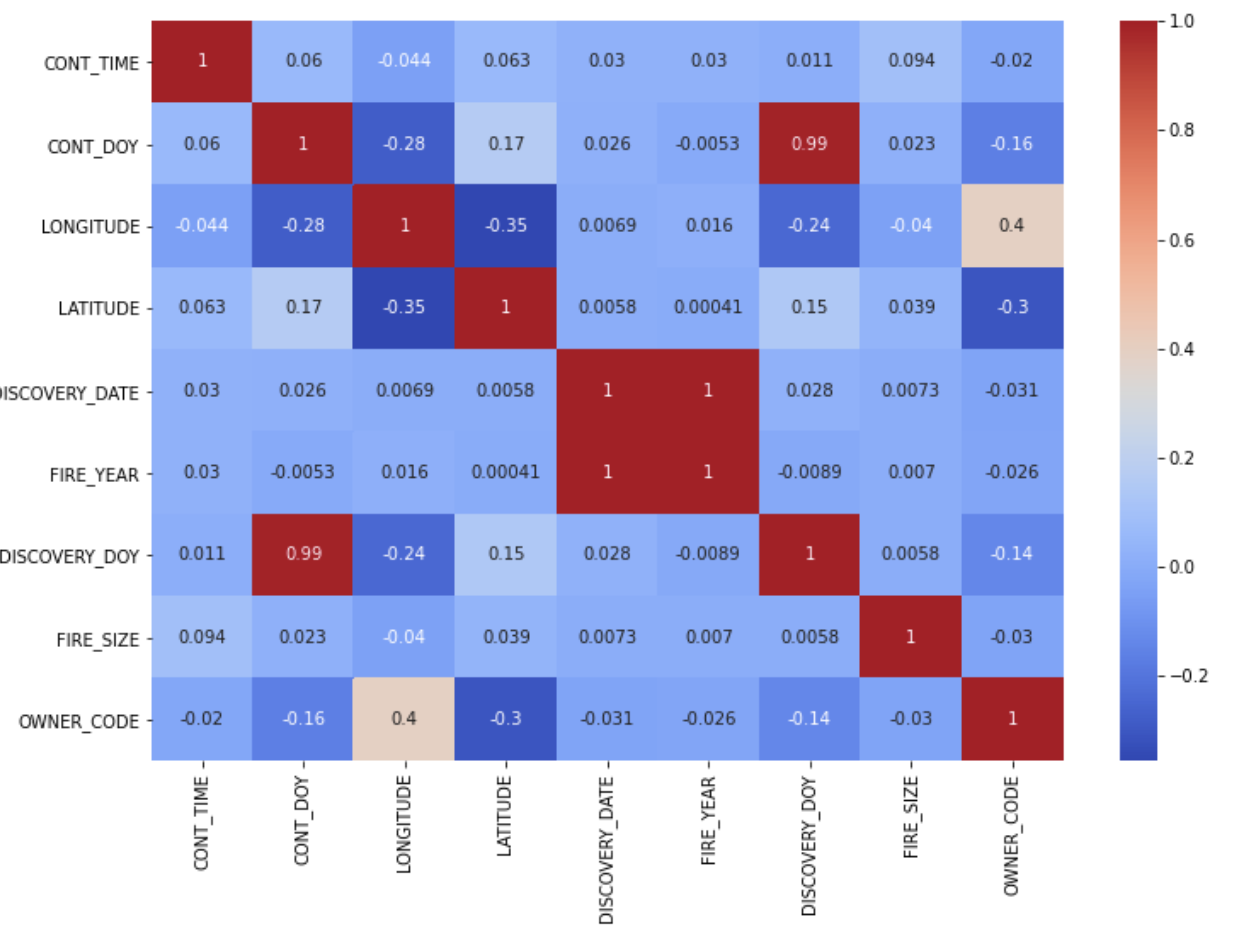 CONT_TIME 1 0.06 -0.044 0.063 0.03 0.03 0.011 0.094 -0.02
CONT_DOY 0.06 1 -0.28 0.17 0.026 -0.0053 0.99 0.023 -0.16
LONGITUDE -0.044 -0.28 1 -0.35 0.0069 0.016 -0.24 -0.04 0.4
LATITUDE 0.063 0.17 -0.35 1 0.0058 0.00041 0.15 0.039 -0.3
DISCOVERY_DATE 0.03 0.026 0.0069 0.0058 1 1 0.028 0.0073 -0.031
FIRE_YEAR 0.03 -0.0053 0.016 0.00041 1 1 -0.0089 0.007 -0.026
DISCOVERY_DOY 0.011 0.99 -0.24 0.15 0.028 -0.0089 1 0.0058 -0.14
FIRE_SIZE 0.094 0.023 -0.04 0.039 0.0073 0.007 0.0058 1 -0.03
OWNER_CODE -0.02 -0.16 0.4 -0.3 -0.031 -0.026 -0.14 -0.03 1
CONT_TIME
CONT_DOY
LONGITUDE
LATITUDE
DISCOVERY_DATE
FIRE_YEAR
DISCOVERY_DOY
FIRE_SIZE
OWNER_CODE
1.0
0.8
0.6
0.4
0.2
0.0
−0.2